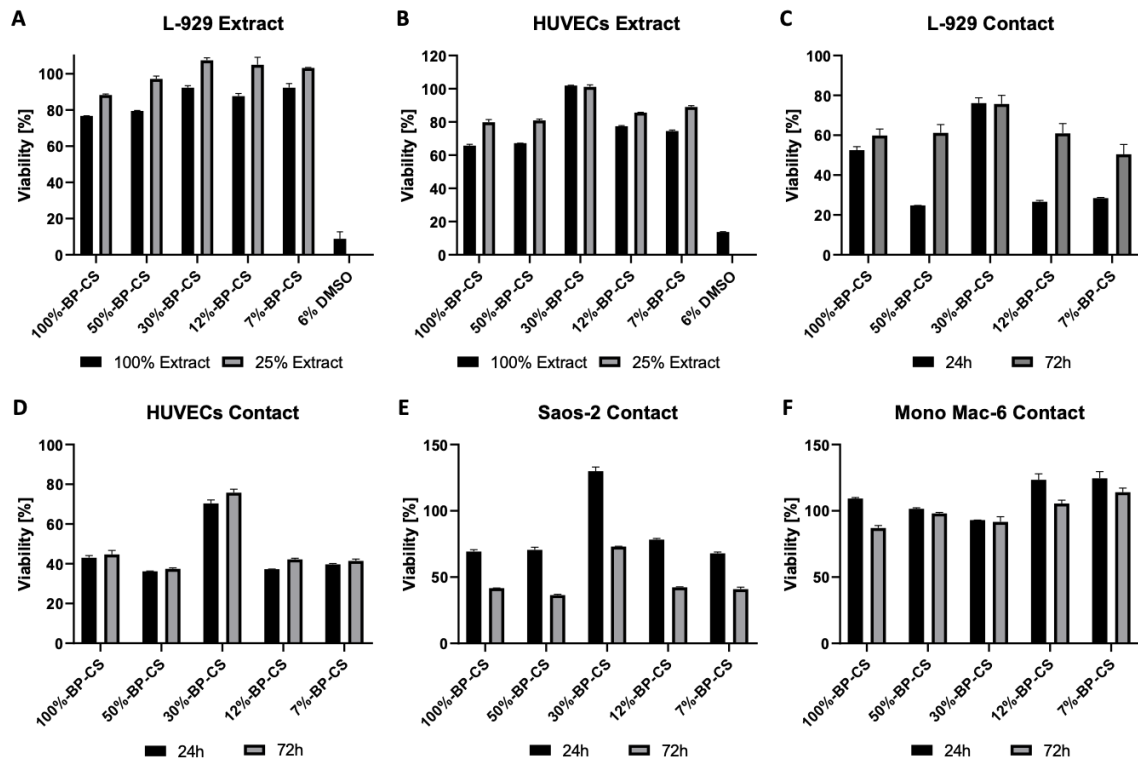 A
L-929 Extract
Viability [%]
100
80
60
40
20
0
100%-BP-CS
50%-BP-CS
30%-BP-CS
12%-BP-CS
7%-BP-CS
6% DMSO
100% Extract
25% Extract
B
HUVECs Extract
Viability [%]
120
100
80
60
40
20
0
100%-BP-CS
50%-BP-CS
30%-BP-CS
12%-BP-CS
7%-BP-CS
6% DMSO
100% Extract
25% Extract
C
L-929 Contact
Viability [%]
100
80
60
40
20
0
100%-BP-CS
50%-BP-CS
30%-BP-CS
12%-BP-CS
7%-BP-CS
24h
72h
D
HUVECs Contact
Viability [%]
100
80
60
40
20
0
100%-BP-CS
50%-BP-CS
30%-BP-CS
12%-BP-CS
7%-BP-CS
24h
72h
E
Saos-2 Contact
Viability [%]
150
100
50
0
100%-BP-CS
50%-BP-CS
30%-BP-CS
12%-BP-CS
7%-BP-CS
24h
72h
F
Mono Mac-6 Contact
Viability [%]
150
100
50
0
100%-BP-CS
50%-BP-CS
30%-BP-CS
12%-BP-CS
7%-BP-CS
24h
72h